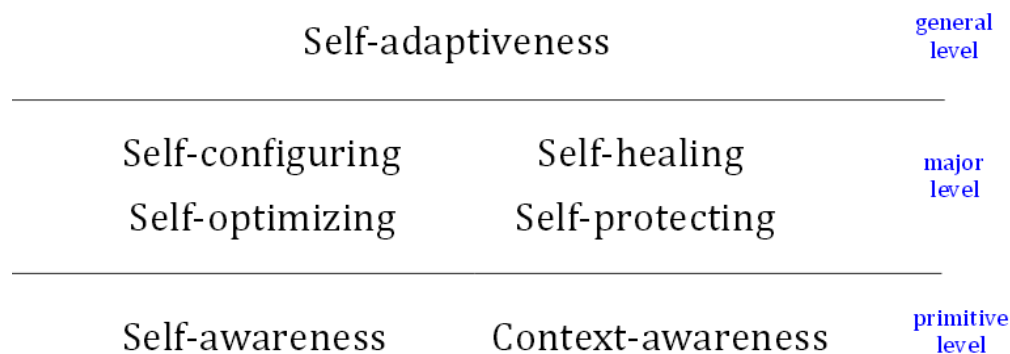 Self-adaptiveness
general
level
Self-configuring Self-healing
Self-optimizing Self-protecting
major
level
Self-awareness Context-awareness
primitive
level